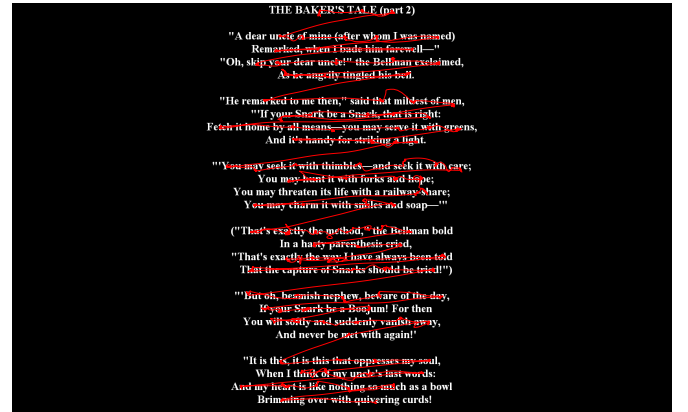 THE BAKER'S TALE (part 2)
"A dear uncle of mine (after whom I was named)
Remarked, when I bade him farewell—"
"Oh, skip your dear uncle!" the Bellman exclaimed,
As he angrily tingled his bell.
"He remarked to me then," said that mildest of men,
"'If your Snark be a Snark, that is right:
Fetch it home by all means—you may serve it with greens,
And it's handy for striking a light.
"'You may seek it with thimbles—and seek it with care;
You may hunt it with forks and hope;
You may threaten its life with a railway-share;
You may charm it with smiles and soap—'"
("That's exactly the method," the Bellman bold
In a hasty parenthesis cried,
"That's exactly the way I have always been told
That the capture of Snarks should be tried!")
"'But oh, beamish nephew, beware of the day,
If your Snark be a Boojum! For then
You will softly and suddenly vanish away,
And never be met with again!'
"It is this, it is this that oppresses my soul,
When I think of my uncle's last words:
And my heart is like nothing so much as a bowl
Brimming over with quivering curds!